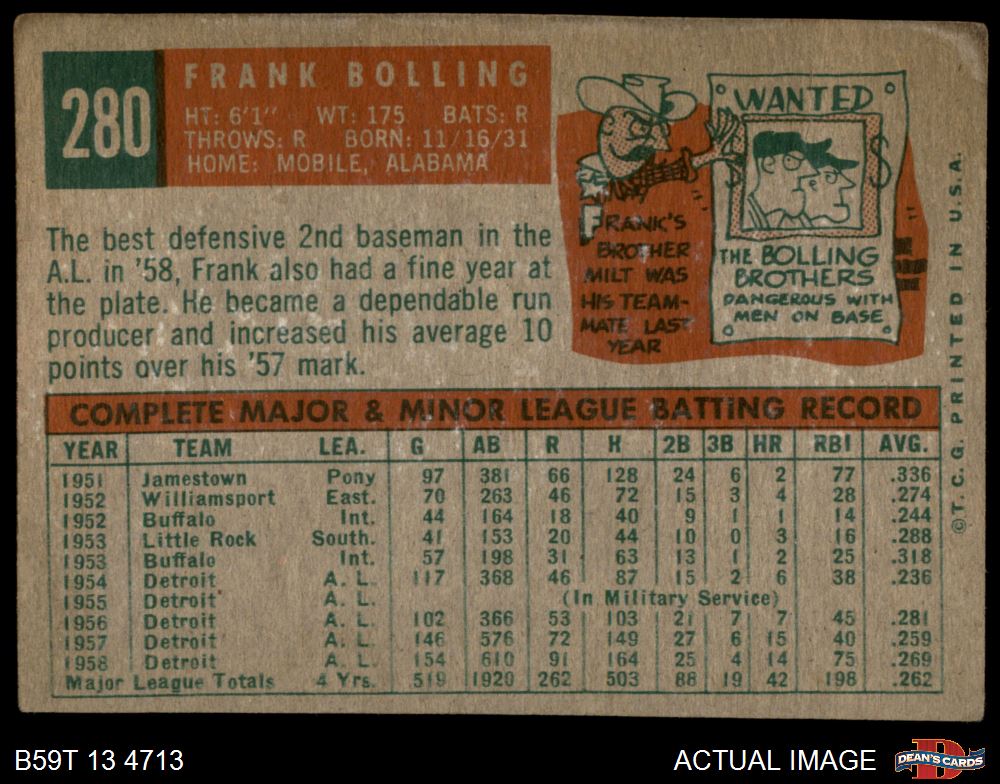 280
FRANK BOLLING
HT: 6'1" WT: 175 BATS: R
THROWS: R BORN: 11/16/31
HOME: MOBILE, ALABAMA
The best defensive 2nd baseman in the
A.L. in '58, Frank also had a fine year at
the plate. He became a dependable run
producer and increased his average 10
points over his '57 mark.
FRANK'S
BROTHER
MILT WAS
HIS TEAM-
MATE LAST
YEAR
WANTED
$ $
THE BOLLING
BROTHERS
DANGEROUS WITH
MEN ON BASE
©T. C. G. PRINTED IN U.S.A.
COMPLETE MAJOR & MINOR LEAGUE BATTING RECORD
YEAR TEAM LEA. G AB R H 2B 3B HR RBI AVG.
1951 Jamestown Pony 97 381 66 128 24 6 2 77 .336
1952 Williamsport East. 70 263 46 72 15 3 4 28 .274
1952 Buffalo Int. 44 164 18 40 9 1 1 14 .244
1953 Little Rock South. 41 153 20 44 10 0 3 16 .288
1953 Buffalo Int. 57 198 31 63 13 1 2 25 .318
1954 Detroit A. L. 117 368 46 87 15 2 6 38 .236
1955 Detroit A. L. (In Military Service)
1956 Detroit A. L. 102 366 53 103 21 7 7 45 .281
1957 Detroit A. L. 146 576 72 149 27 6 15 40 .259
1958 Detroit A. L. 154 610 91 164 25 4 14 75 .269
Major League Totals 4 Yrs. 519 1920 262 503 88 19 42 198 .262
B59T 13 4713
ACTUAL IMAGE
D
DEAN'S CARDS